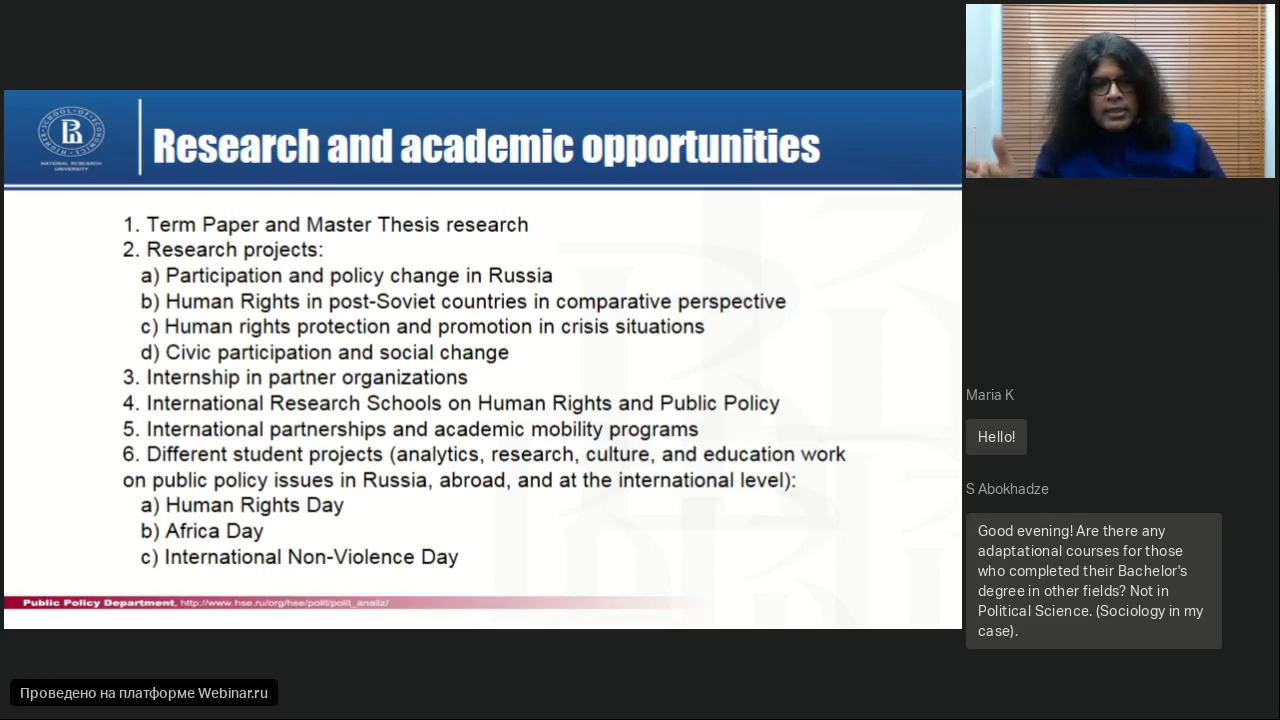 HIGHER SCHOOL OF ECONOMICS
NATIONAL RESEARCH
UNIVERSITY
Research and academic opportunities
1. Term Paper and Master Thesis research
2. Research projects:
a) Participation and policy change in Russia
b) Human Rights in post-Soviet countries in comparative perspective
c) Human rights protection and promotion in crisis situations
d) Civic participation and social change
3. Internship in partner organizations
4. International Research Schools on Human Rights and Public Policy
5. International partnerships and academic mobility programs
6. Different student projects (analytics, research, culture, and education work
on public policy issues in Russia, abroad, and at the international level):
a) Human Rights Day
b) Africa Day
c) International Non-Violence Day
Public Policy Department, http://www.hse.ru/org/hse/polit/polit_analiz/
Maria K
Hello!
S Abokhadze
Good evening! Are there any
adaptational courses for those
who completed their Bachelor's
degree in other fields? Not in
Political Science. (Sociology in my
case).
Проведено на платформе Webinar.ru